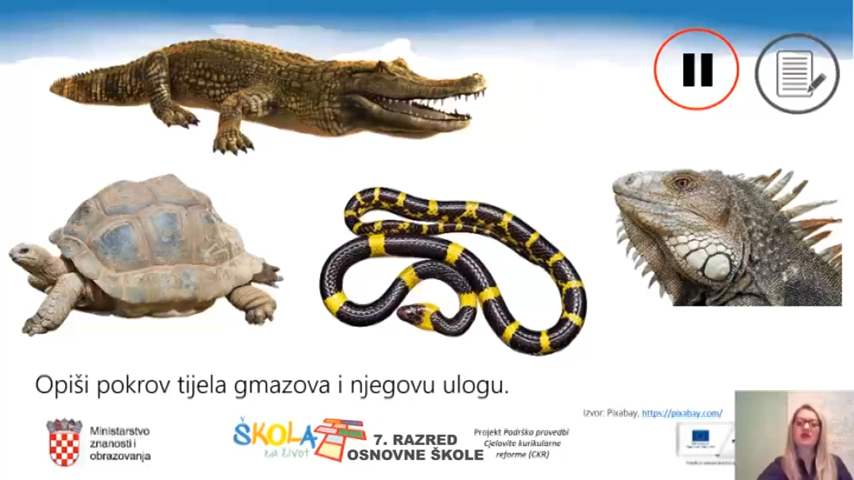 Opiši pokrov tijela gmazova i njegovu ulogu.
Izvor: Pixabay, https://pixabay.com/
Ministarstvo
znanosti i
obrazovanja
ŠKOLA
za život
7. RAZRED
OSNOVNE ŠKOLE
Projekt Podrška provedbi
Cjelovite kurikularne
reforme (CKR)